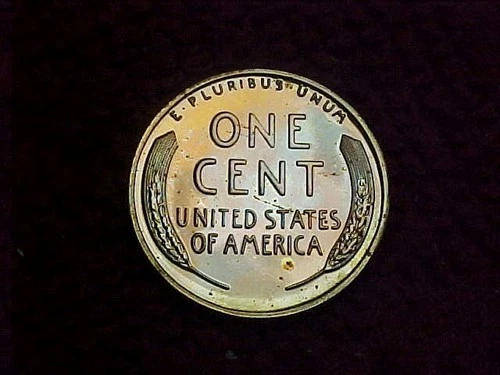 E·PLURIBUS·UNUM
ONE
CENT
UNITED STATES
OF AMERICA